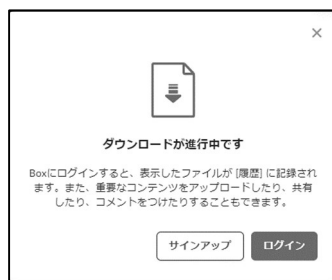 ダウンロードが進行中です
Boxにログインすると、表示したファイルが [履歴] に記録され
ます。また、重要なコンテンツをアップロードしたり、共有
したり、コメントをつけたりすることもできます。
サインアップ
ログイン